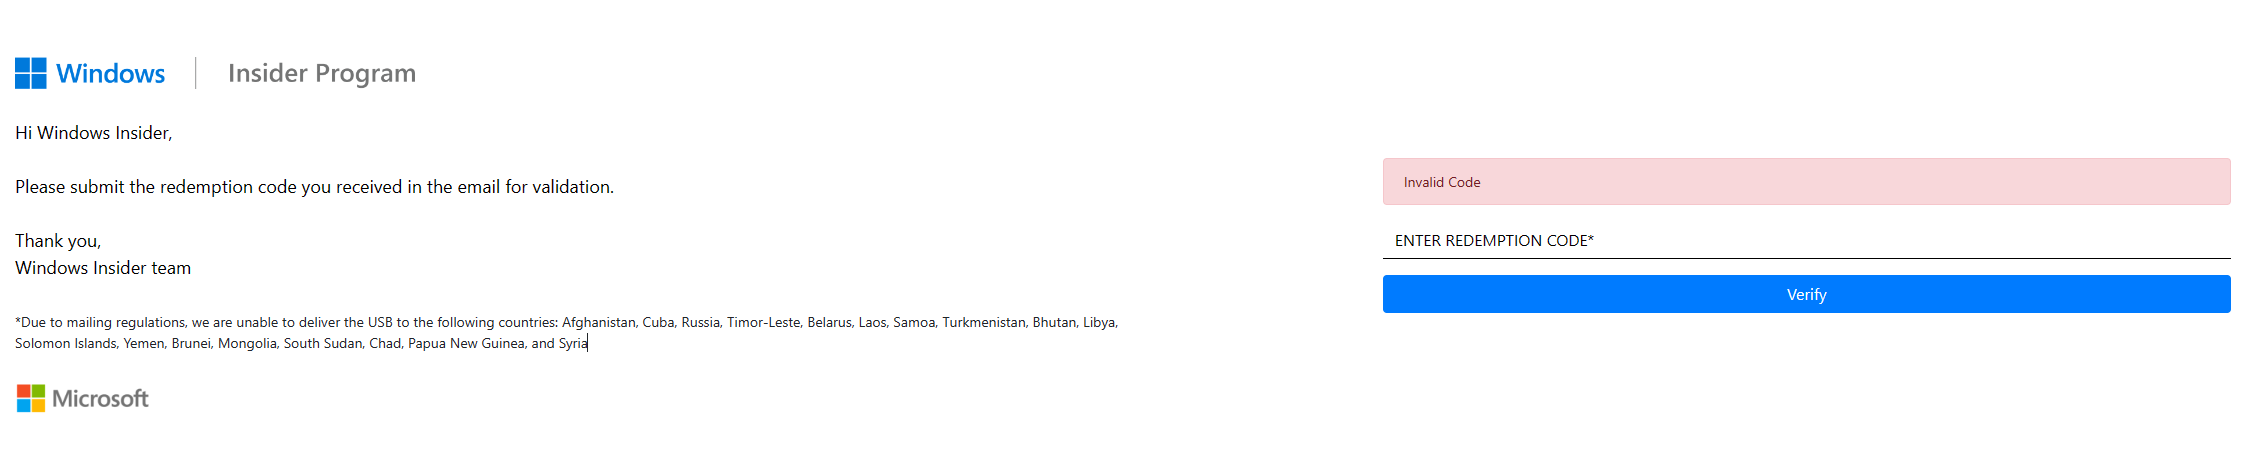 Windows | Insider Program
Hi Windows Insider,
Please submit the redemption code you received in the email for validation.
Thank you,
Windows Insider team
*Due to mailing regulations, we are unable to deliver the USB to the following countries: Afghanistan, Cuba, Russia, Timor-Leste, Belarus, Laos, Samoa, Turkmenistan, Bhutan, Libya,
Solomon Islands, Yemen, Brunei, Mongolia, South Sudan, Chad, Papua New Guinea, and Syria
Microsoft
Invalid Code
ENTER REDEMPTION CODE*
Verify